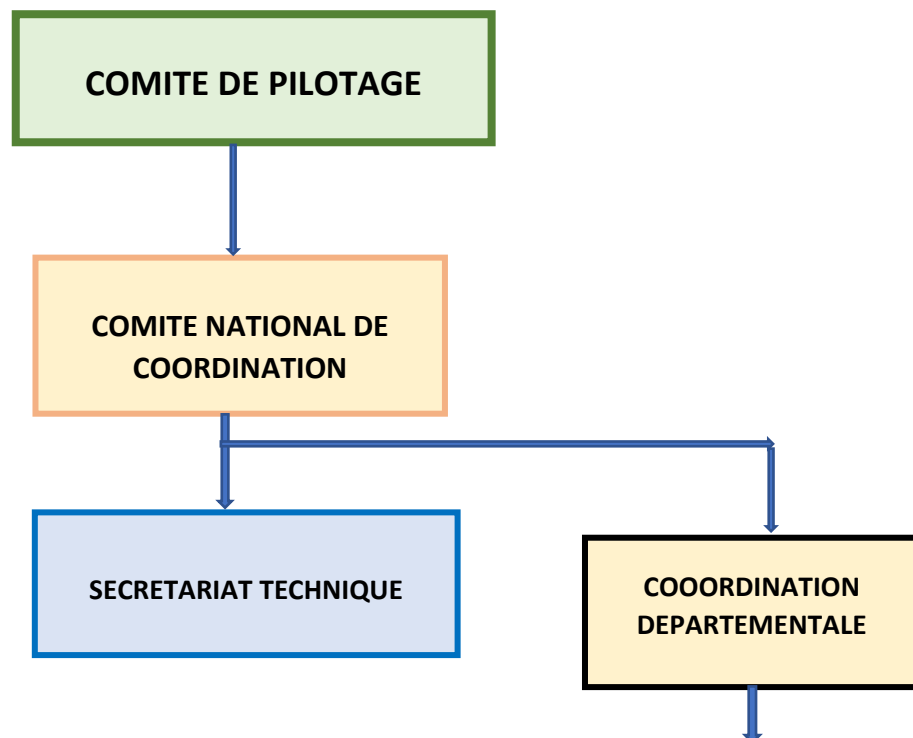 COMITE DE PILOTAGE
COMITE NATIONAL DE
COORDINATION
SECRETARIAT TECHNIQUE
COOORDINATION
DEPARTEMENTALE